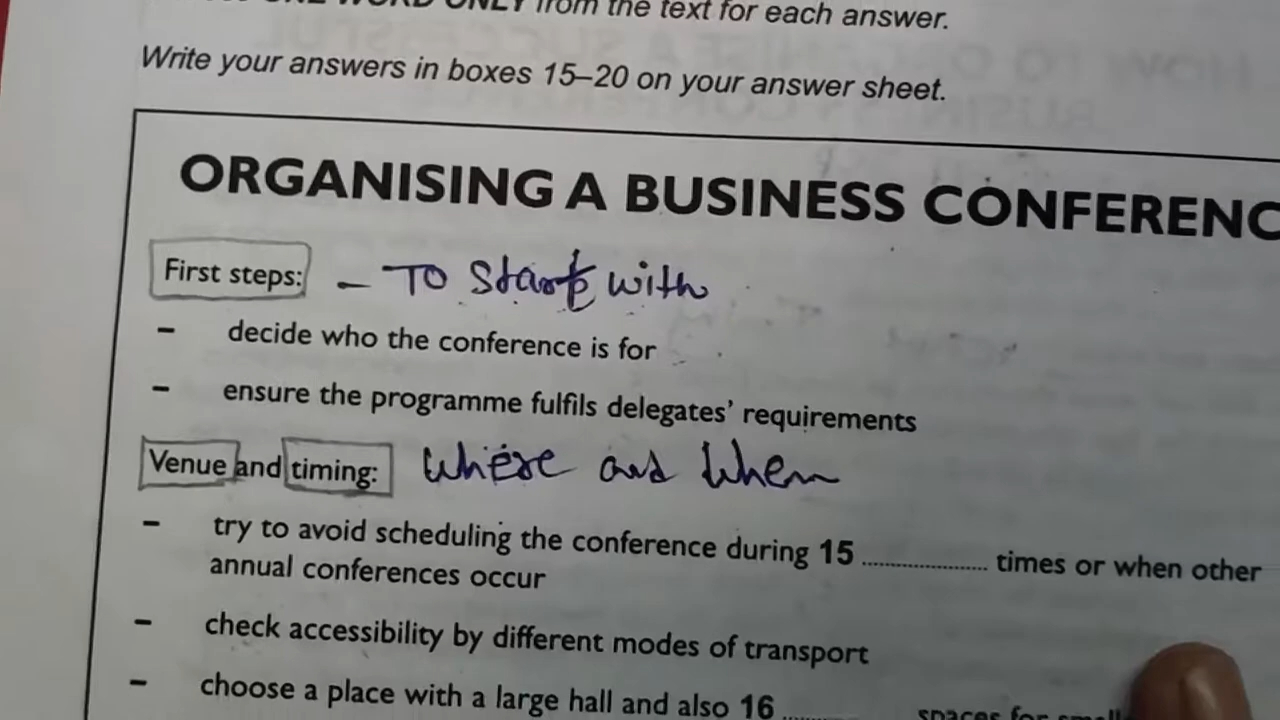 ONE WORD ONLY from the text for each answer.
Write your answers in boxes 15–20 on your answer sheet.
ORGANISING A BUSINESS CONFERENC
First steps: – To Start with
– decide who the conference is for
– ensure the programme fulfils delegates' requirements
Venue and timing: Where and When
– try to avoid scheduling the conference during 15 .................... times or when other
annual conferences occur
– check accessibility by different modes of transport
– choose a place with a large hall and also 16 ...... spaces for